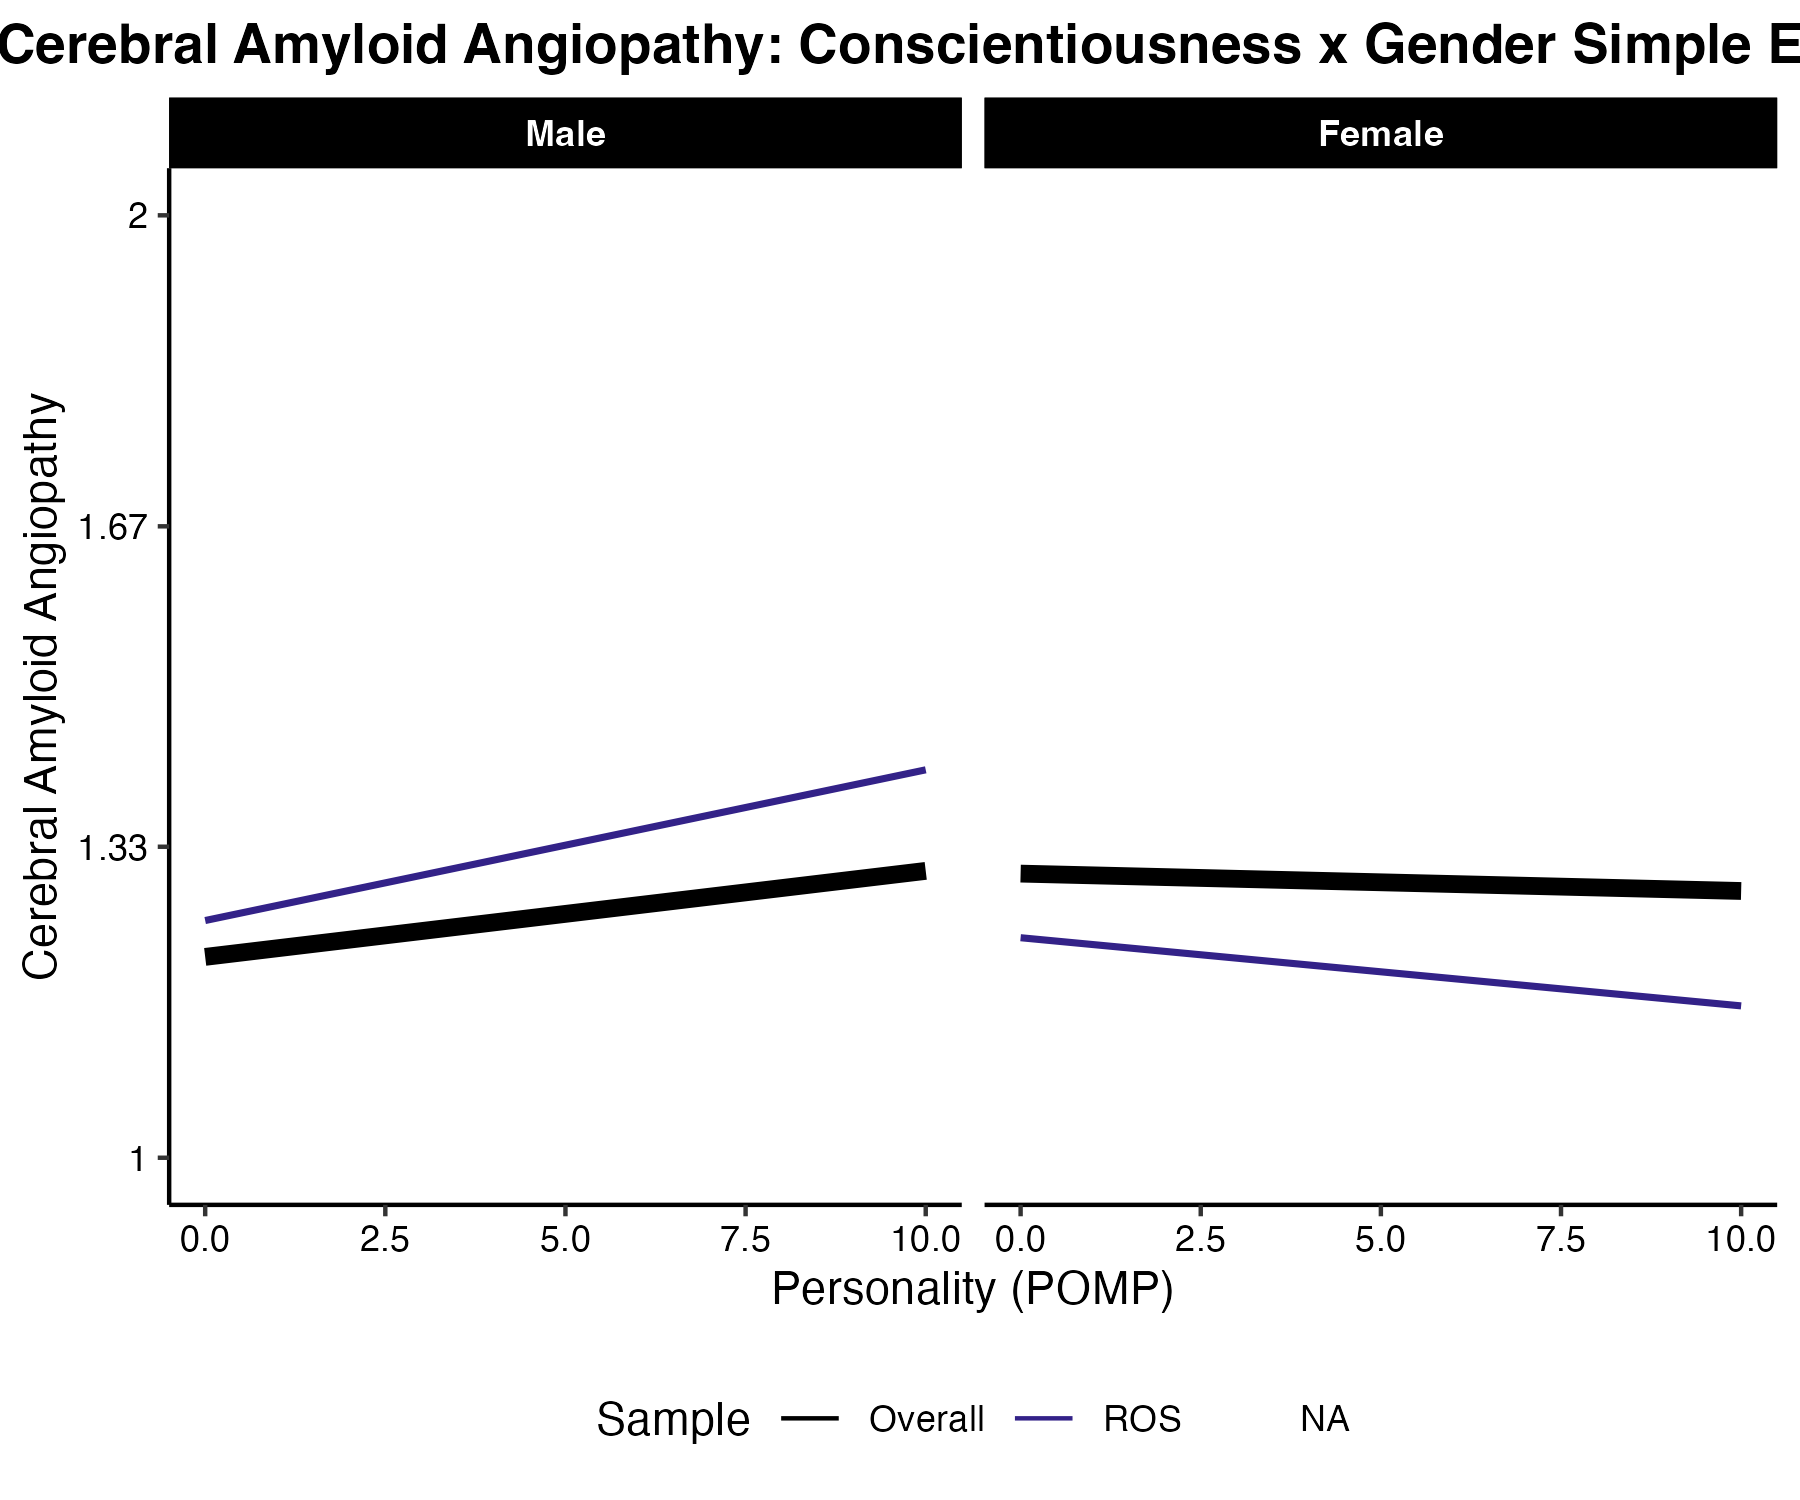 Cerebral Amyloid Angiopathy: Conscientiousness x Gender Simple E
Male
Female
2
1.67
1.33
1
Cerebral Amyloid Angiopathy
0.0 2.5 5.0 7.5 10.0
0.0 2.5 5.0 7.5 10.0
Personality (POMP)
Sample Overall ROS NA